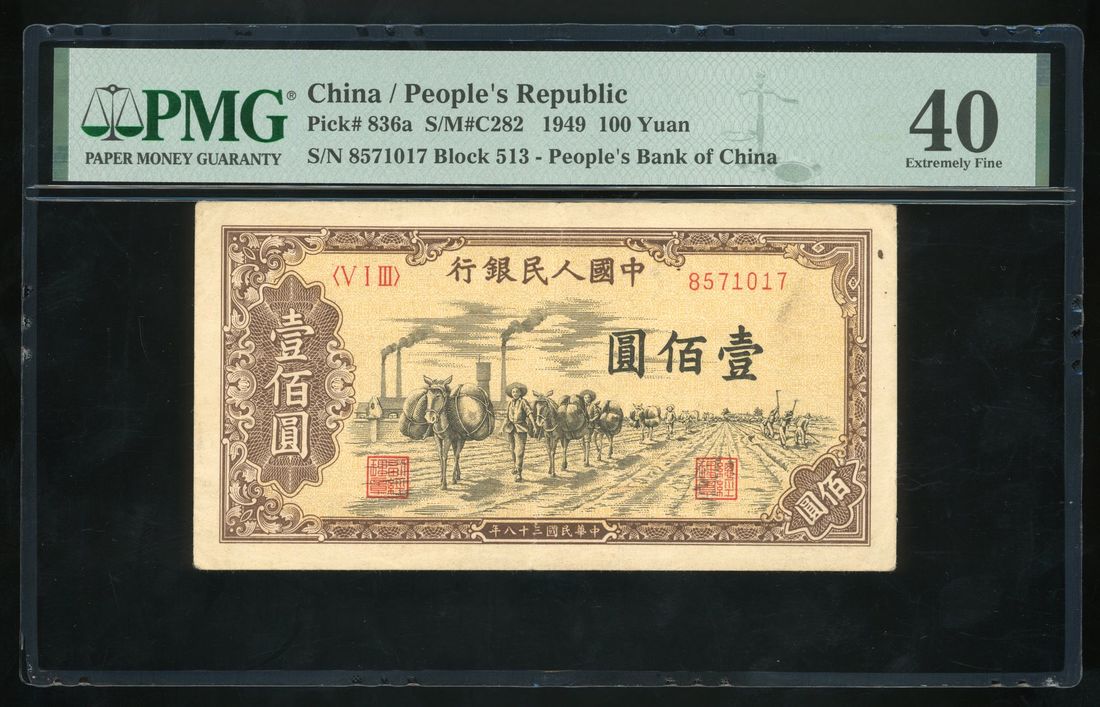 PMG®
PAPER MONEY GUARANTY
China / People's Republic
Pick# 836a S/M#C282 1949 100 Yuan
S/N 8571017 Block 513 - People's Bank of China
40
Extremely Fine
〈V I III〉
行銀民人國中
8571017
圓佰壹
壹佰圓
佰圓
年八十三國民華中